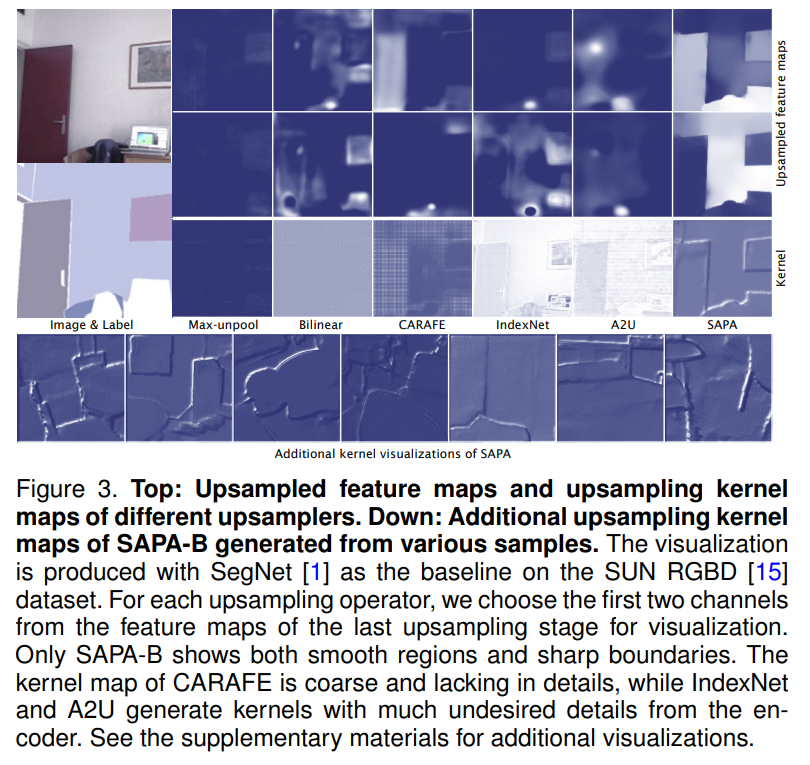 Upsampled feature maps
Kernel
Image & Label
Max-unpool
Bilinear
CARAFE
IndexNet
A2U
SAPA
Additional kernel visualizations of SAPA
Figure 3. Top: Upsampled feature maps and upsampling kernel
maps of different upsamplers. Down: Additional upsampling kernel
maps of SAPA-B generated from various samples. The visualization
is produced with SegNet [1] as the baseline on the SUN RGBD [15]
dataset. For each upsampling operator, we choose the first two channels
from the feature maps of the last upsampling stage for visualization.
Only SAPA-B shows both smooth regions and sharp boundaries. The
kernel map of CARAFE is coarse and lacking in details, while IndexNet
and A2U generate kernels with much undesired details from the en-
coder. See the supplementary materials for additional visualizations.